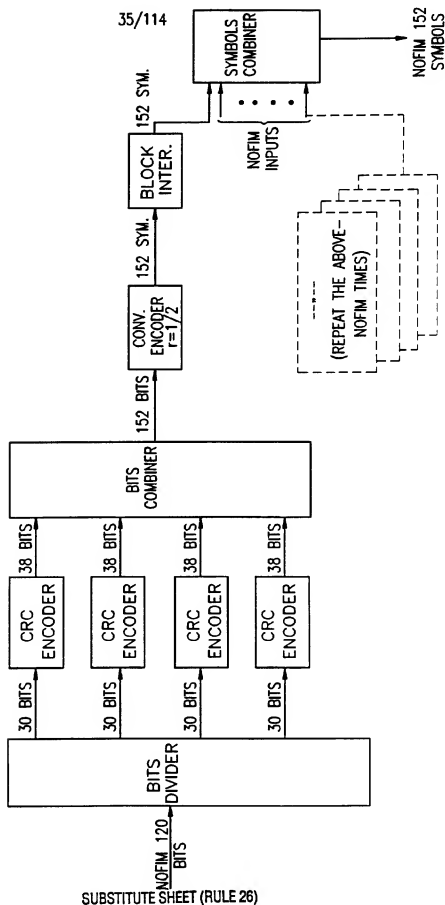 35/114
NOFIM 120
BITS
BITS
DIVIDER
30 BITS
30 BITS
30 BITS
30 BITS
CRC
ENCODER
CRC
ENCODER
CRC
ENCODER
CRC
ENCODER
38 BITS
38 BITS
38 BITS
38 BITS
BITS
COMBINER
152 BITS
CONV.
ENCODER
r=1/2
152 SYM.
BLOCK
INTER.
152 SYM.
NOFIM
INPUTS
SYMBOLS
COMBINER
NOFIM 152
SYMBOLS
(REPEAT THE ABOVE-
NOFIM TIMES)
SUBSTITUTE SHEET (RULE 26)